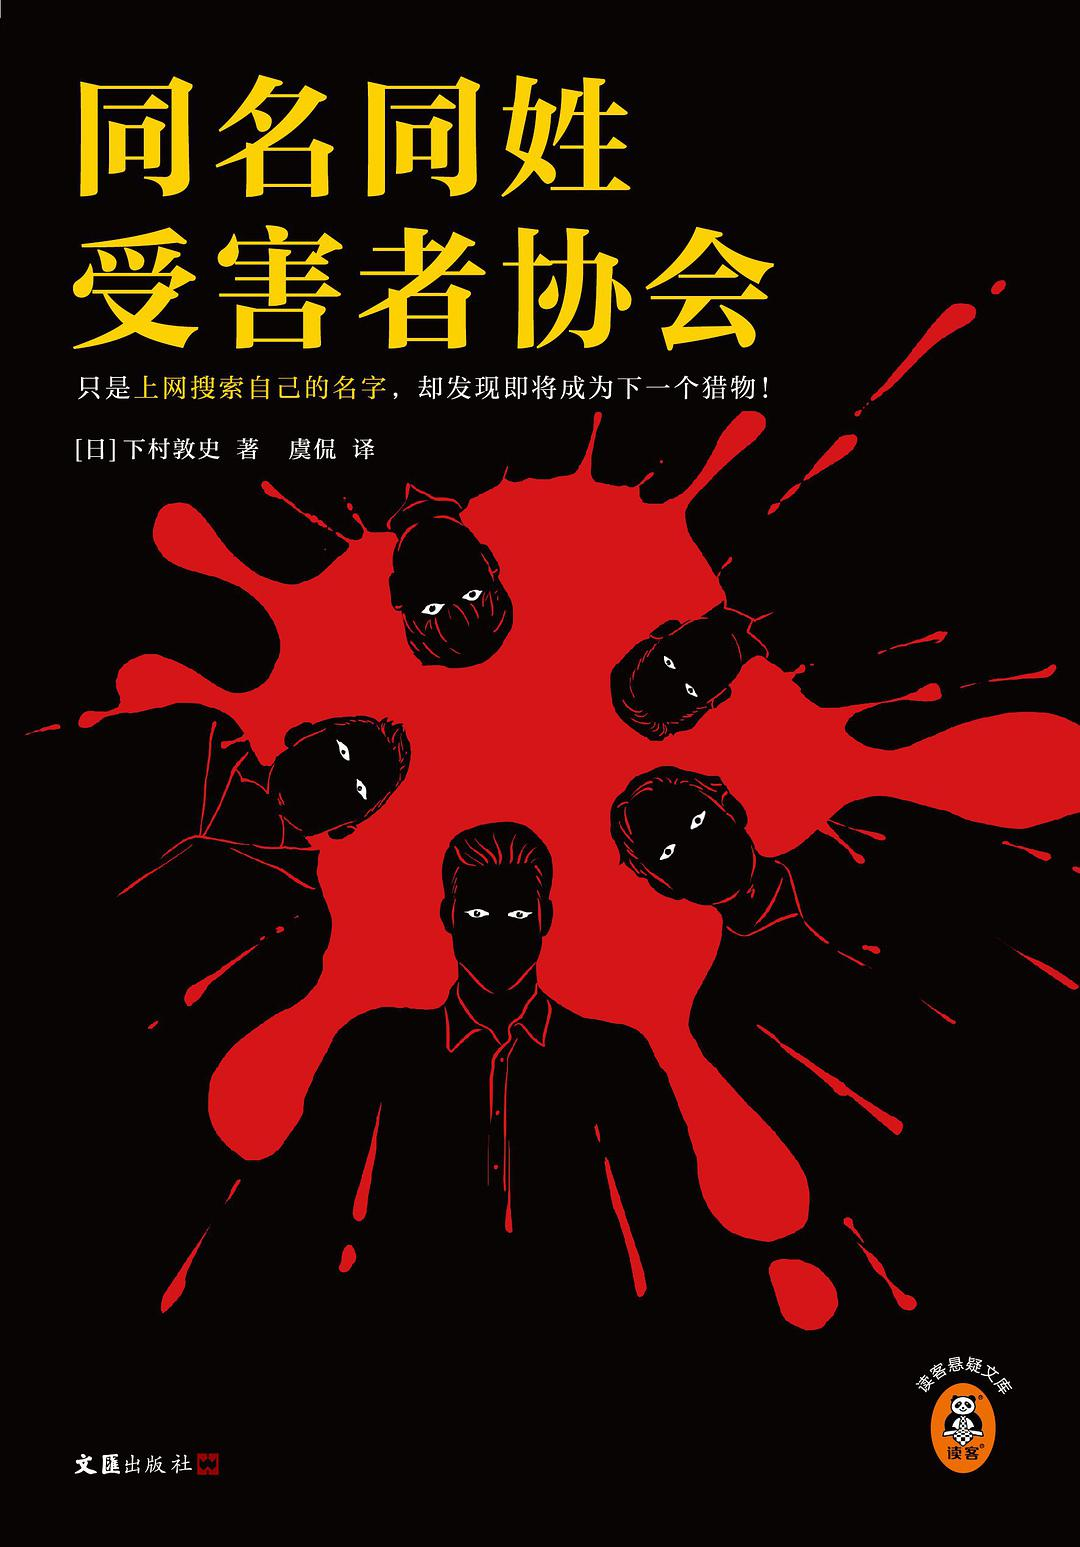 同名同姓
受害者协会
只是上网搜索自己的名字，却发现即将成为下一个猎物！
[日]下村敦史 著 虞侃 译
读客悬疑文库
读客®
文匯出版社